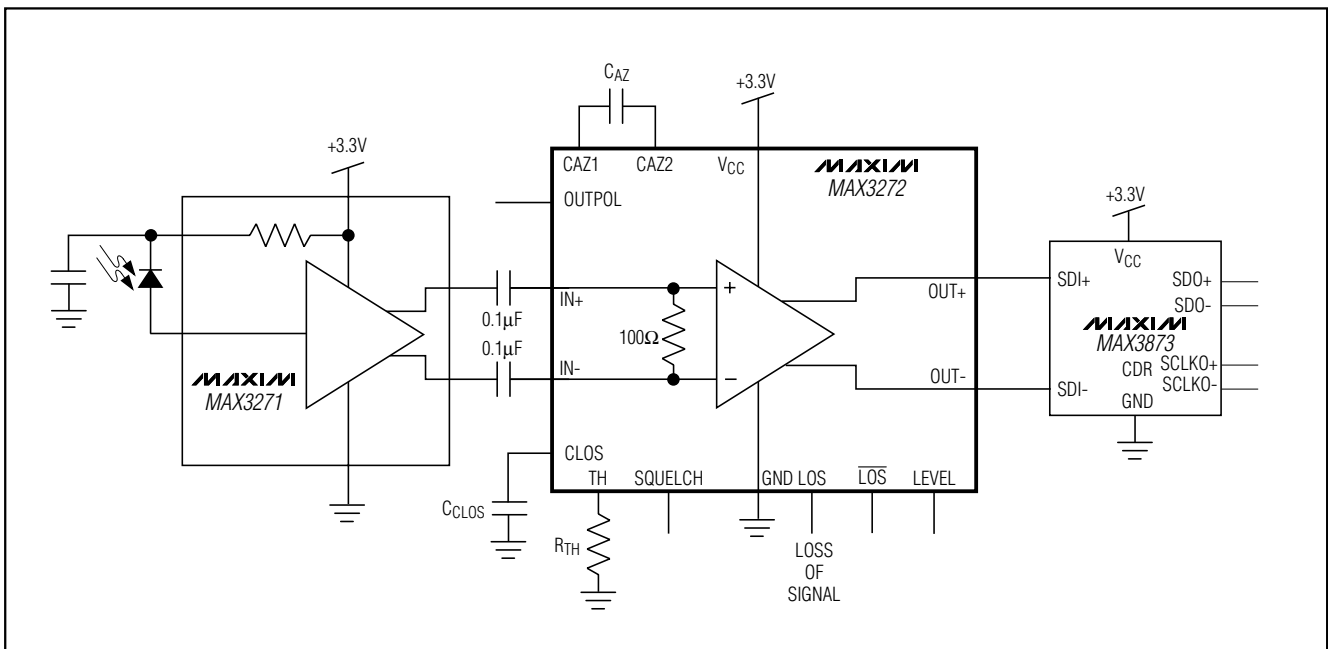 CAZ
+3.3V
+3.3V
CAZ1
CAZ2
VCC
MAXIM
MAX3272
OUTPOL
+3.3V
VCC
SDI+
SDO+
SDO-
MAXIM
MAX3873
CDR
SCLKO+
SCLKO-
SDI-
GND
IN+
0.1µF
0.1µF
100Ω
IN-
+
−
OUT+
OUT-
MAXIM
MAX3271
CLOS
TH
SQUELCH
GND
LOS
LOS
LEVEL
CCLOS
RTH
LOSS
OF
SIGNAL